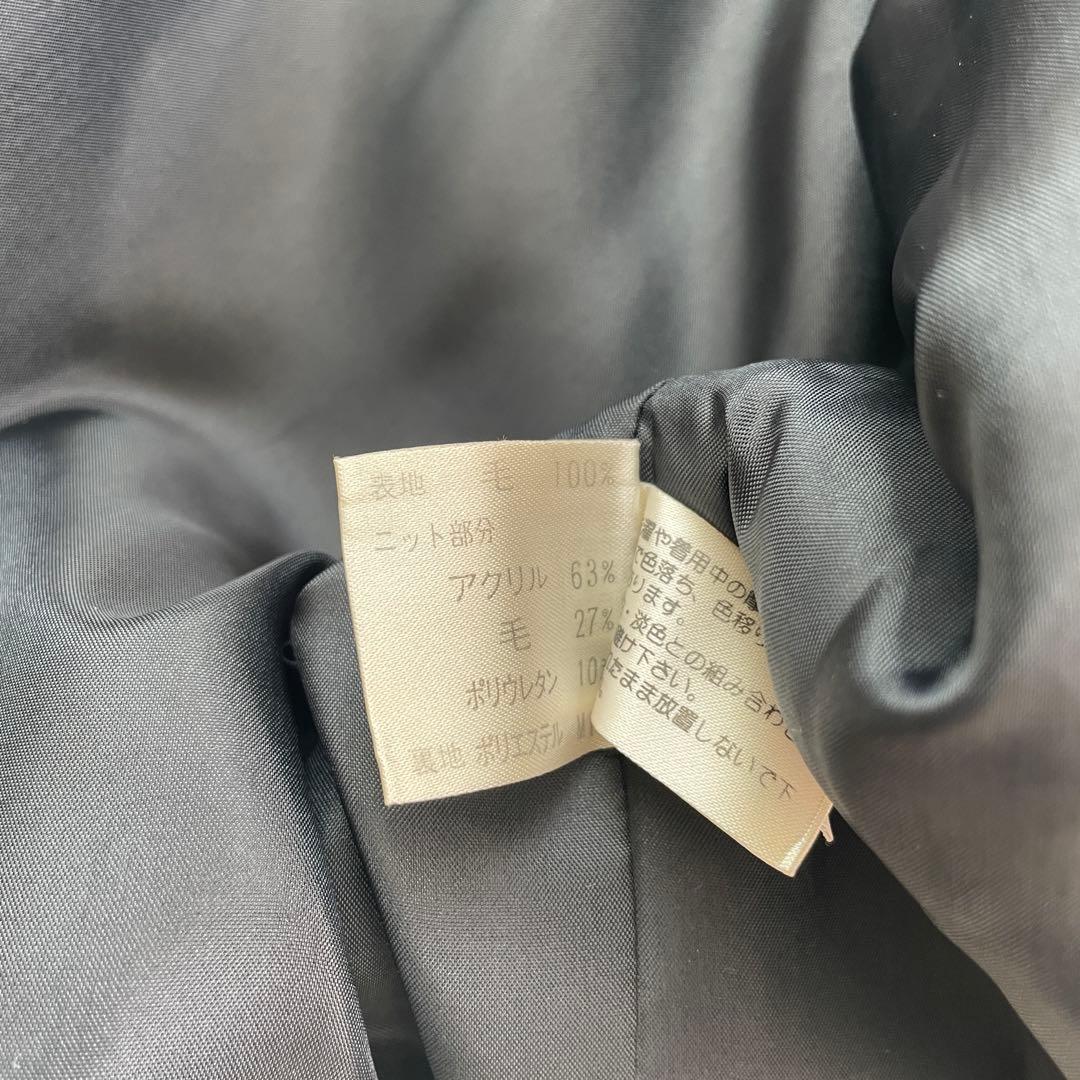 表地 毛 100%
ニット部分
アクリル 63%
毛 27%
ポリウレタン 10
裏地 ポリエステル
や着用中の
色落ち、色移り
ります。
・淡色との組み合わせ
け下さい。
たまま放置しないで下